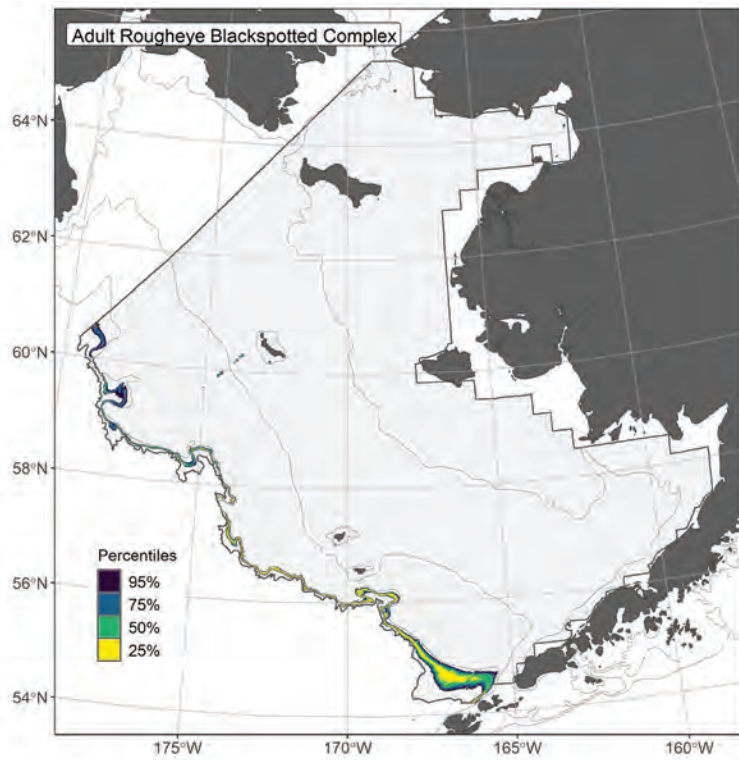 Adult Rougheye Blackspotted Complex
64°N
62°N
60°N
58°N
56°N
54°N
Percentiles
95%
75%
50%
25%
175°W
170°W
165°W
160°W